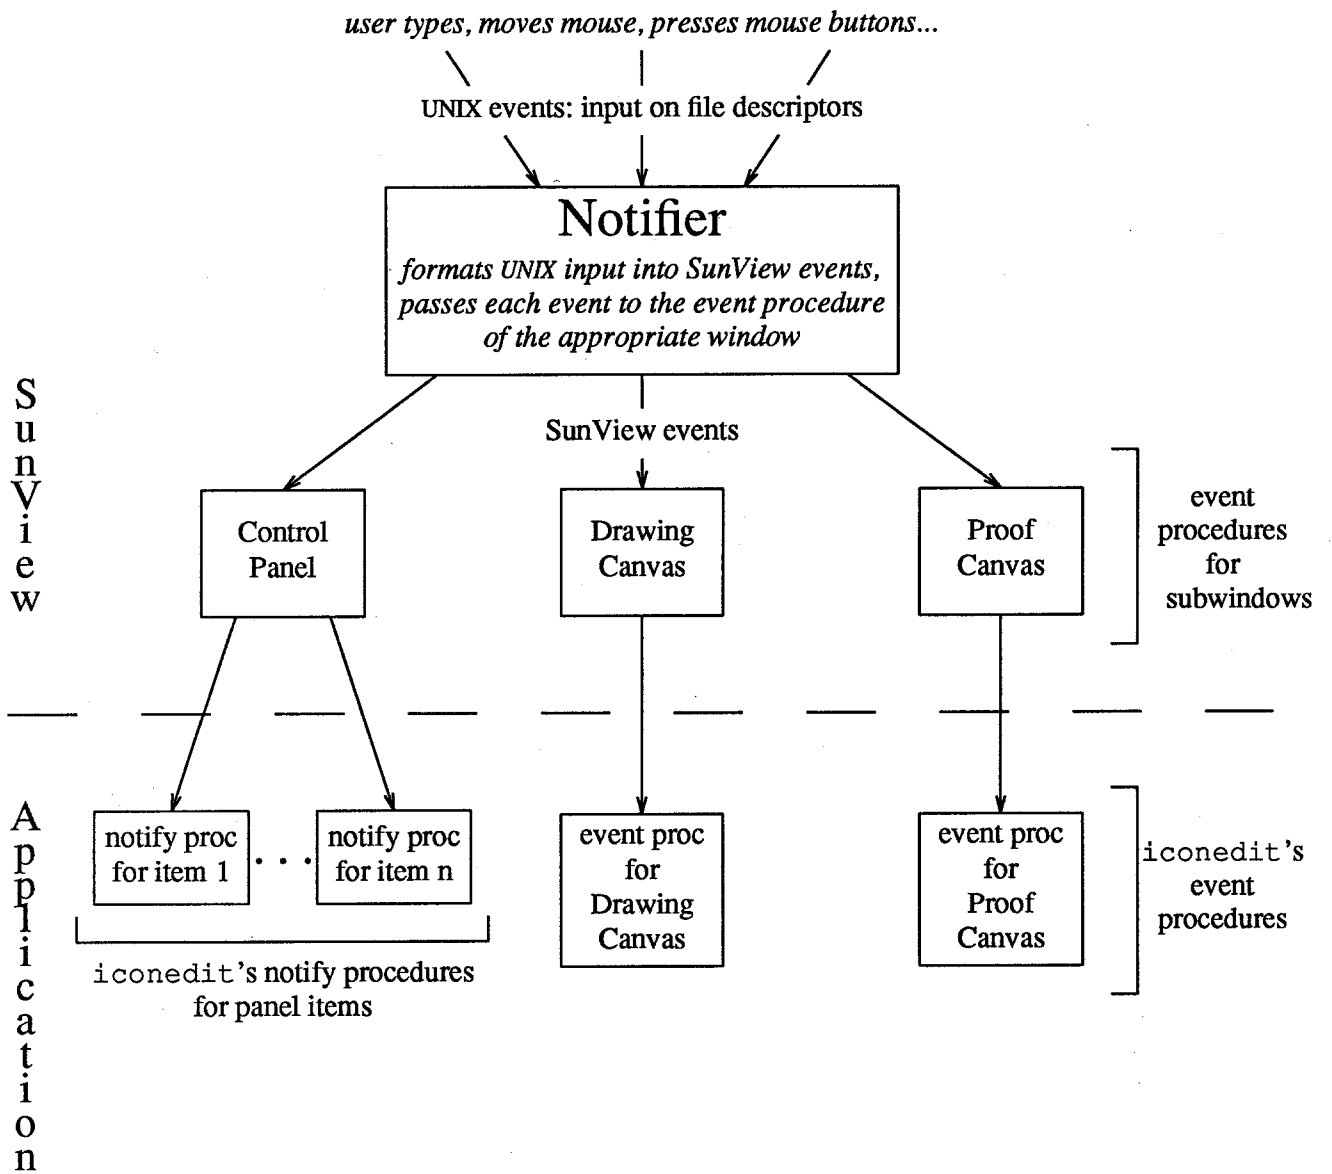 user types, moves mouse, presses mouse buttons...
UNIX events: input on file descriptors
Notifier
formats UNIX input into SunView events,
passes each event to the event procedure
of the appropriate window
SunView
SunView events
Control
Panel
Drawing
Canvas
Proof
Canvas
event
procedures
for
subwindows
Application
notify proc
for item 1
. . .
notify proc
for item n
event proc
for
Drawing
Canvas
event proc
for
Proof
Canvas
iconedit's
event
procedures
iconedit's notify procedures
for panel items